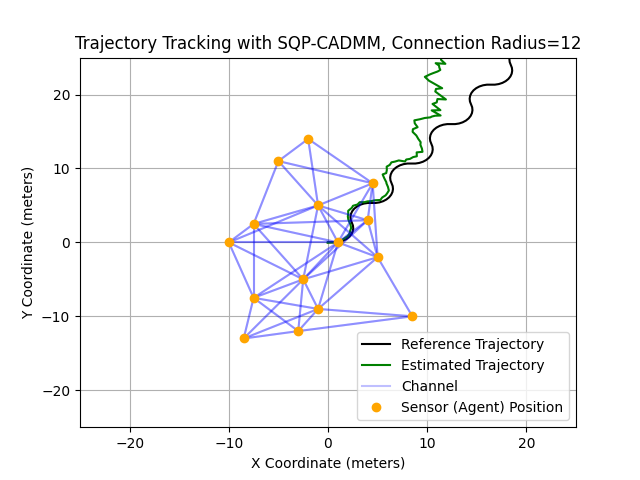 Trajectory Tracking with SQP-CADMM, Connection Radius=12
Y Coordinate (meters)
20
10
0
−10
−20
Reference Trajectory
Estimated Trajectory
Channel
Sensor (Agent) Position
−20 −10 0 10 20
X Coordinate (meters)